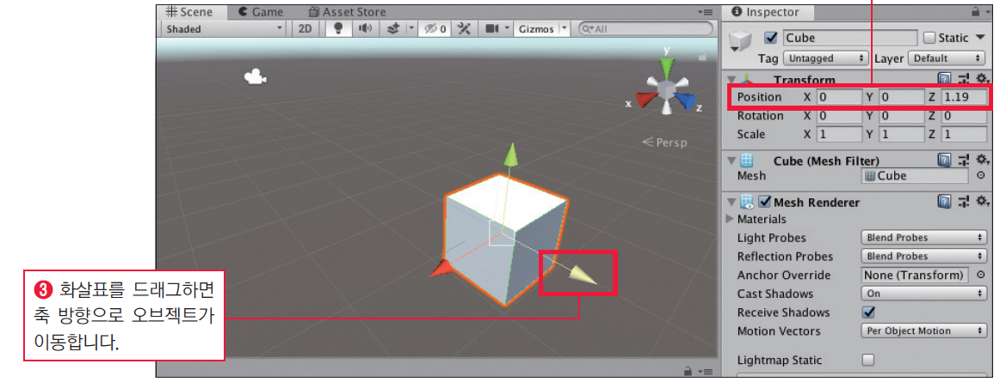 Scene Game Asset Store
Shaded 2D 0 Gizmos All
y
x
z
Persp
❸ 화살표를 드래그하면
축 방향으로 오브젝트가
이동합니다.
Inspector
Cube Static
Tag Untagged Layer Default
Transform
Position X 0 Y 0 Z 1.19
Rotation X 0 Y 0 Z 0
Scale X 1 Y 1 Z 1
Cube (Mesh Filter)
Mesh Cube
Mesh Renderer
Materials
Light Probes Blend Probes
Reflection Probes Blend Probes
Anchor Override None (Transform)
Cast Shadows On
Receive Shadows
Motion Vectors Per Object Motion
Lightmap Static